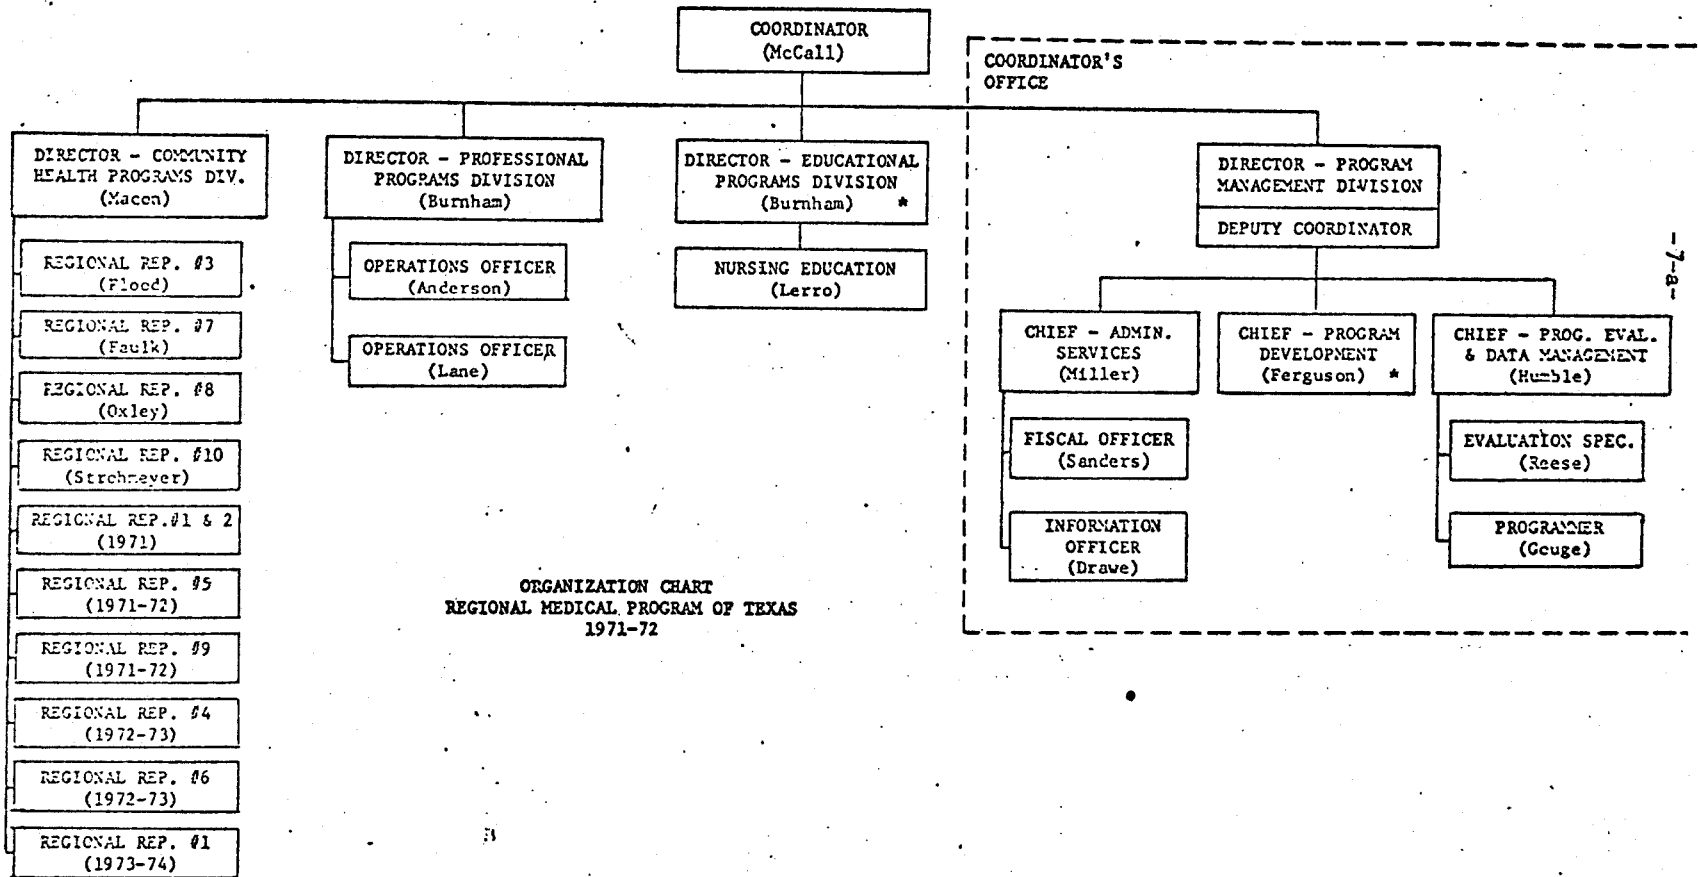 COORDINATOR
(McCall)
COORDINATOR'S
OFFICE
DIRECTOR - COMMUNITY
HEALTH PROGRAMS DIV.
(Macon)
REGIONAL REP. #3
(Flood)
REGIONAL REP. #7
(Faulk)
REGIONAL REP. #8
(Oxley)
REGIONAL REP. #10
(Strohmeyer)
REGIONAL REP.#1 & 2
(1971)
REGIONAL REP. #5
(1971-72)
REGIONAL REP. #9
(1971-72)
REGIONAL REP. #4
(1972-73)
REGIONAL REP. #6
(1972-73)
REGIONAL REP. #1
(1973-74)
DIRECTOR - PROFESSIONAL
PROGRAMS DIVISION
(Burnham)
OPERATIONS OFFICER
(Anderson)
OPERATIONS OFFICER
(Lane)
DIRECTOR - EDUCATIONAL
PROGRAMS DIVISION
(Burnham) *
NURSING EDUCATION
(Lerro)
DIRECTOR - PROGRAM
MANAGEMENT DIVISION
DEPUTY COORDINATOR
CHIEF - ADMIN.
SERVICES
(Miller)
FISCAL OFFICER
(Sanders)
INFORMATION
OFFICER
(Drawe)
CHIEF - PROGRAM
DEVELOPMENT
(Ferguson) *
CHIEF - PROG. EVAL.
& DATA MANAGEMENT
(Humble)
EVALUATION SPEC.
(Reese)
PROGRAMMER
(Gouge)
ORGANIZATION CHART
REGIONAL MEDICAL PROGRAM OF TEXAS
1971-72
-7-a-